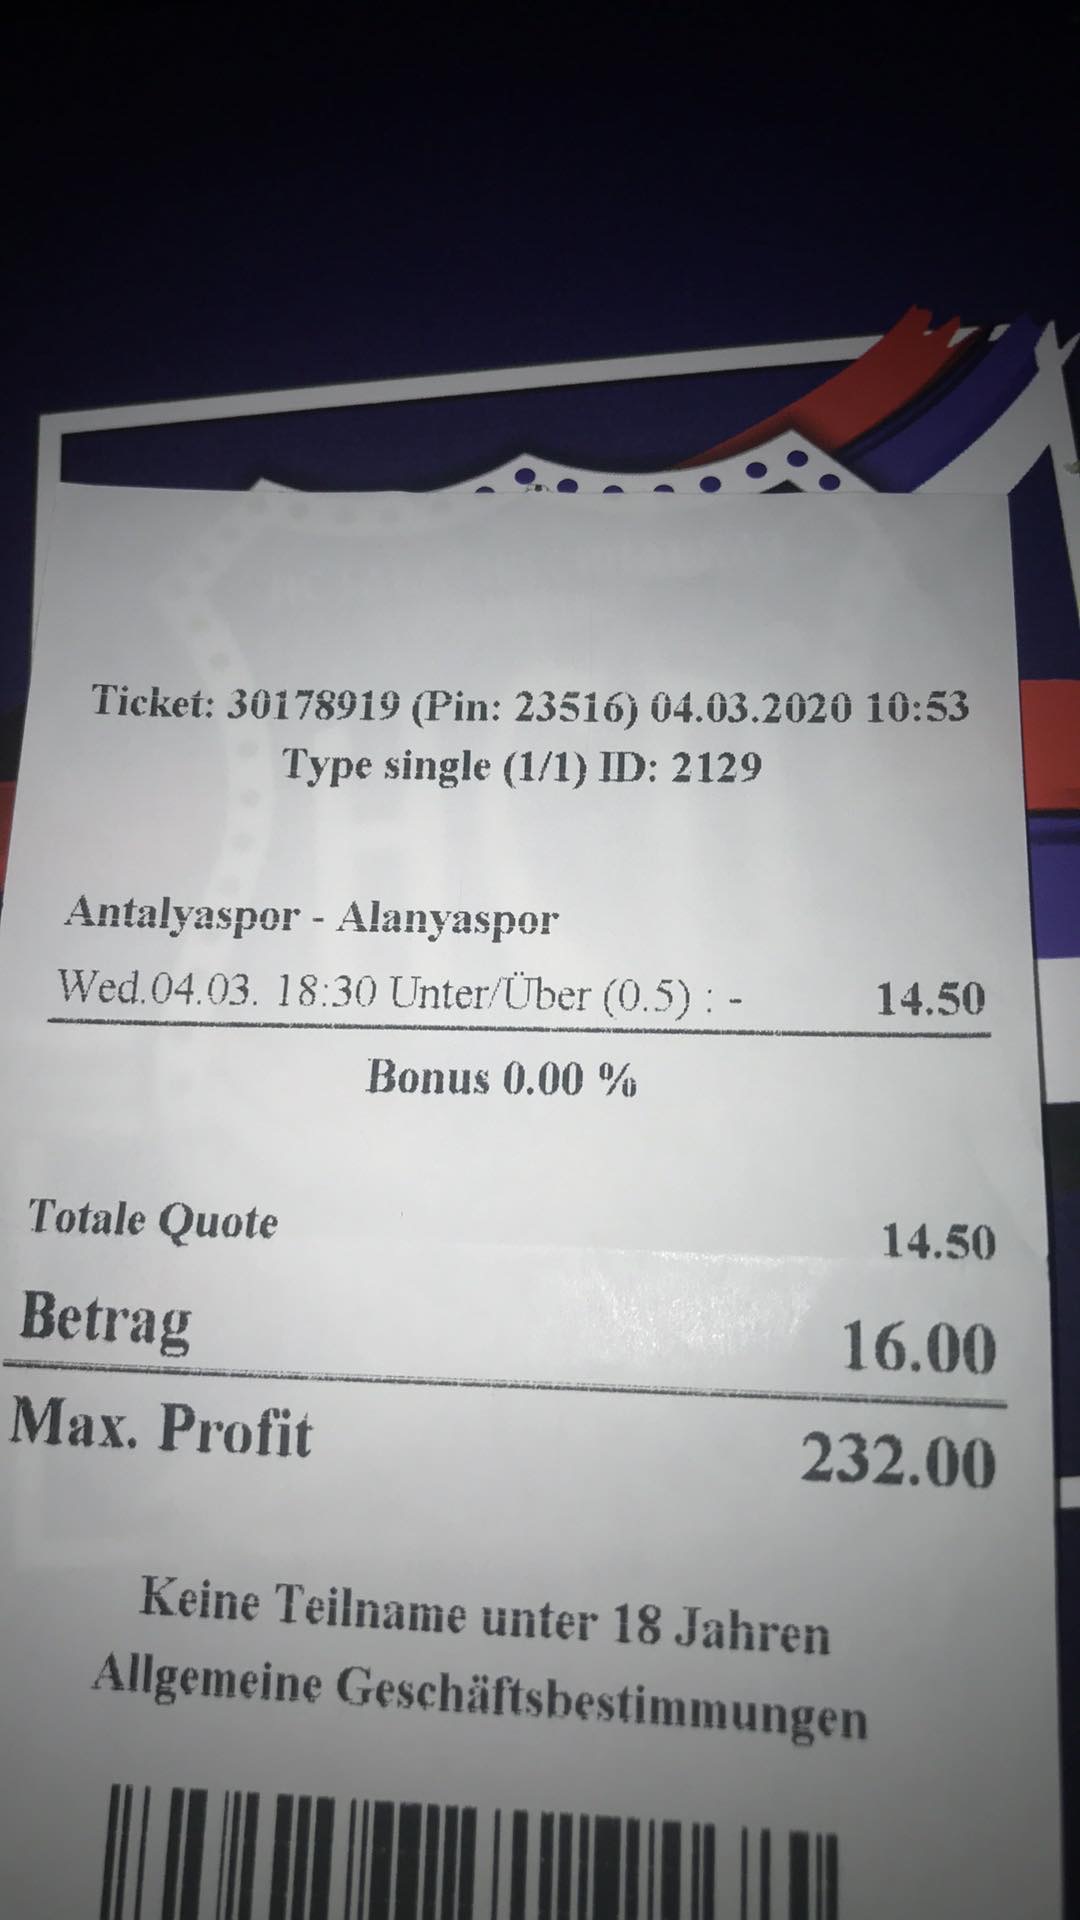 Ticket: 30178919 (Pin: 23516) 04.03.2020 10:53
Type single (1/1) ID: 2129
Antalyaspor - Alanyaspor
Wed.04.03. 18:30 Unter/Über (0.5) : - 14.50
Bonus 0.00 %
Totale Quote 14.50
Betrag 16.00
Max. Profit 232.00
Keine Teilname unter 18 Jahren
Allgemeine Geschäftsbestimmungen